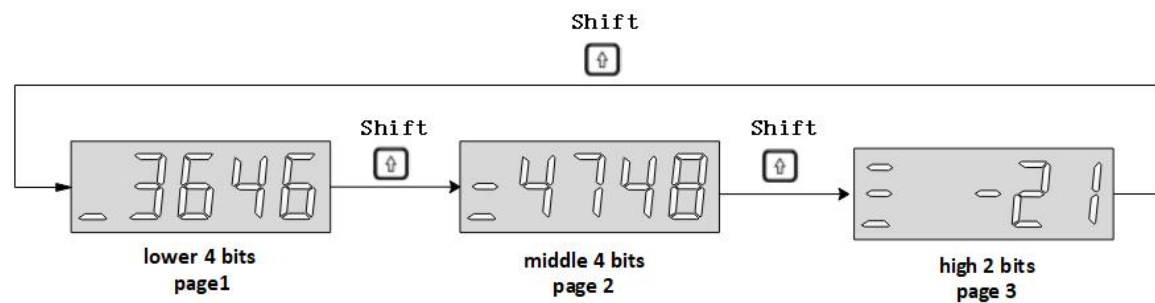 Shift
Shift
Shift
3646
4748
-21
lower 4 bits
page1
middle 4 bits
page 2
high 2 bits
page 3